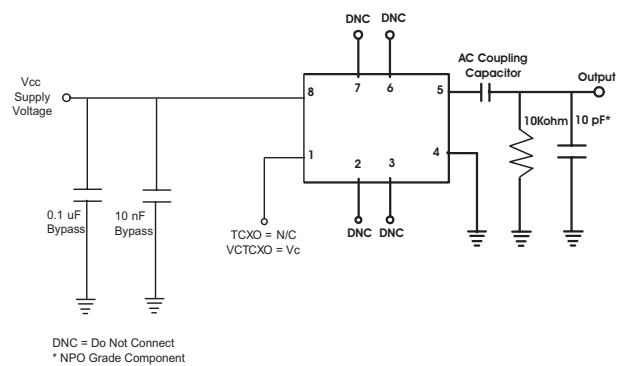 DNC DNC
AC Coupling
Capacitor
Output
Vcc
Supply
Voltage
7 6
8 5
10Kohm 10 pF*
1 4
2 3
0.1 uF
Bypass
10 nF
Bypass
TCXO = N/C
VCTCXO = Vc
DNC DNC
DNC = Do Not Connect
* NPO Grade Component